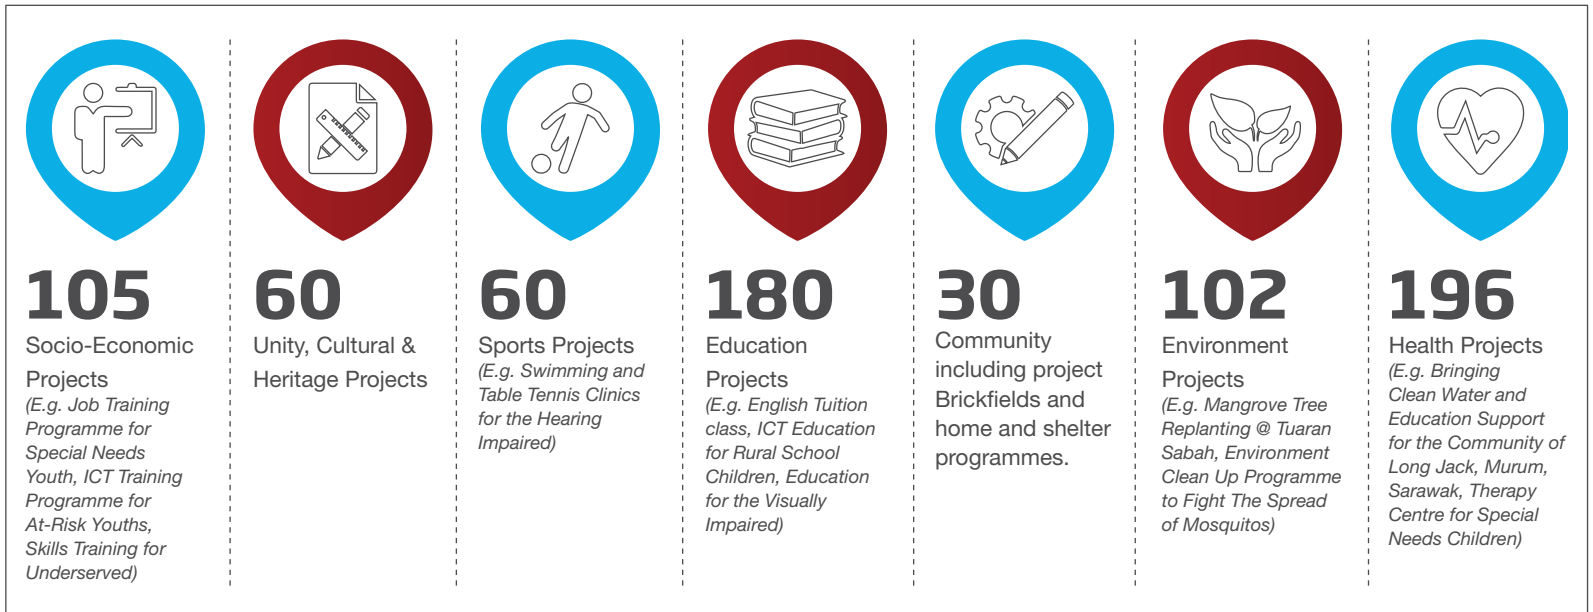 105
Socio-Economic
Projects
(E.g. Job Training
Programme for
Special Needs
Youth, ICT Training
Programme for
At-Risk Youths,
Skills Training for
Underserved)
60
Unity, Cultural &
Heritage Projects
60
Sports Projects
(E.g. Swimming and
Table Tennis Clinics
for the Hearing
Impaired)
180
Education
Projects
(E.g. English Tuition
class, ICT Education
for Rural School
Children, Education
for the Visually
Impaired)
30
Community
including project
Brickfields and
home and shelter
programmes.
102
Environment
Projects
(E.g. Mangrove Tree
Replanting @ Tuaran
Sabah, Environment
Clean Up Programme
to Fight The Spread
of Mosquitos)
196
Health Projects
(E.g. Bringing
Clean Water and
Education Support
for the Community of
Long Jack, Murum,
Sarawak, Therapy
Centre for Special
Needs Children)